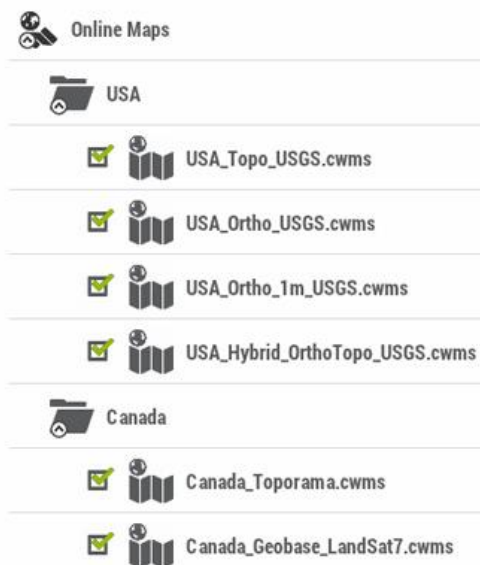 Online Maps
USA
USA_Topo_USGS.cwms
USA_Ortho_USGS.cwms
USA_Ortho_1m_USGS.cwms
USA_Hybrid_OrthoTopo_USGS.cwms
Canada
Canada_Toporama.cwms
Canada_Geobase_LandSat7.cwms